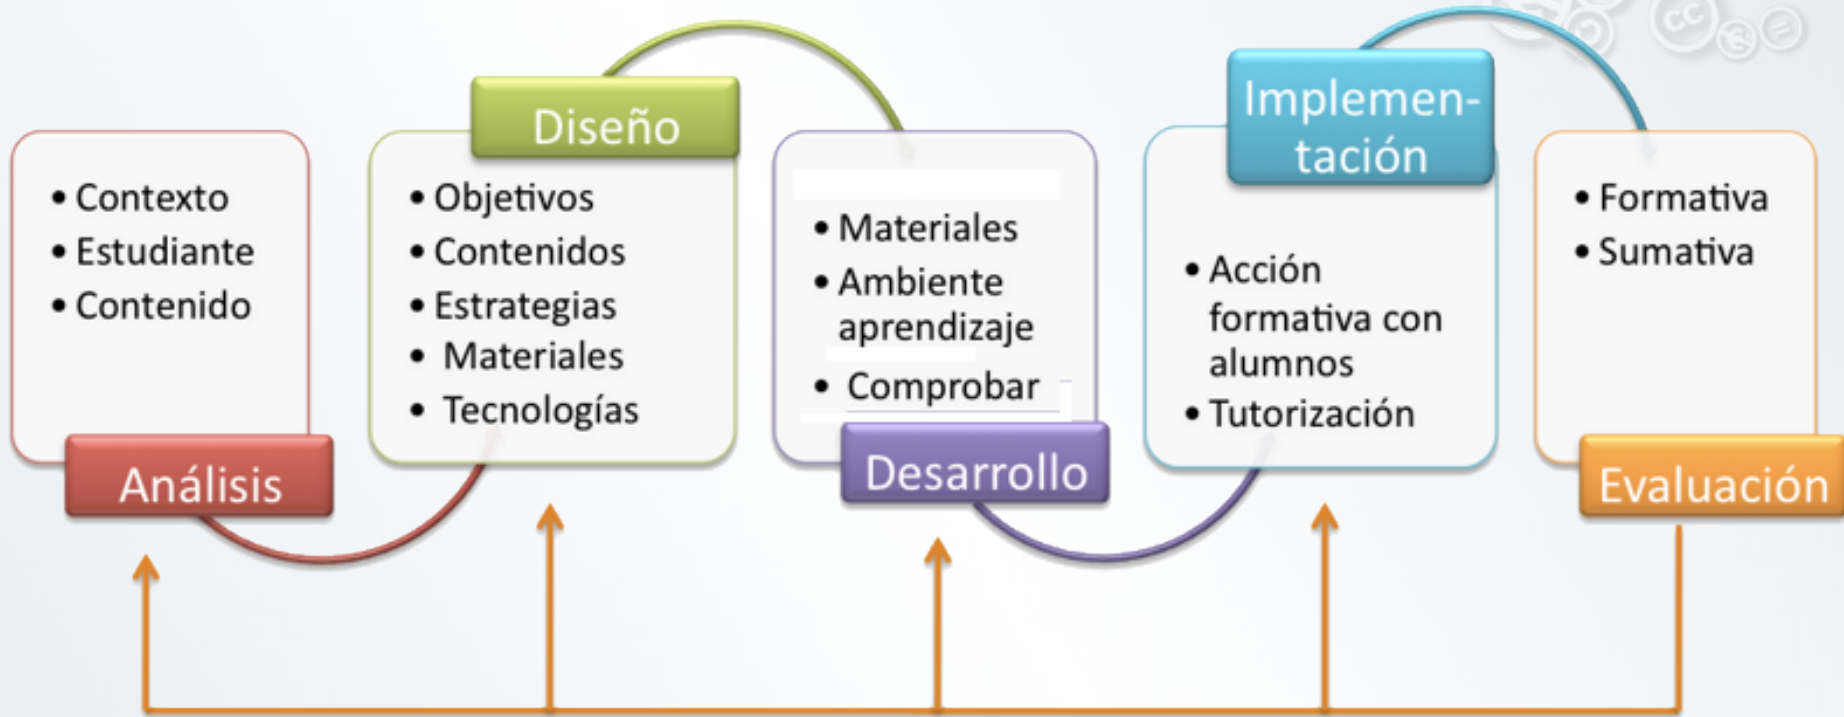 Análisis
• Contexto
• Estudiante
• Contenido
Diseño
• Objetivos
• Contenidos
• Estrategias
• Materiales
• Tecnologías
Desarrollo
• Materiales
• Ambiente
aprendizaje
• Comprobar
Implemen-
tación
• Acción
formativa con
alumnos
• Tutorización
Evaluación
• Formativa
• Sumativa
cc